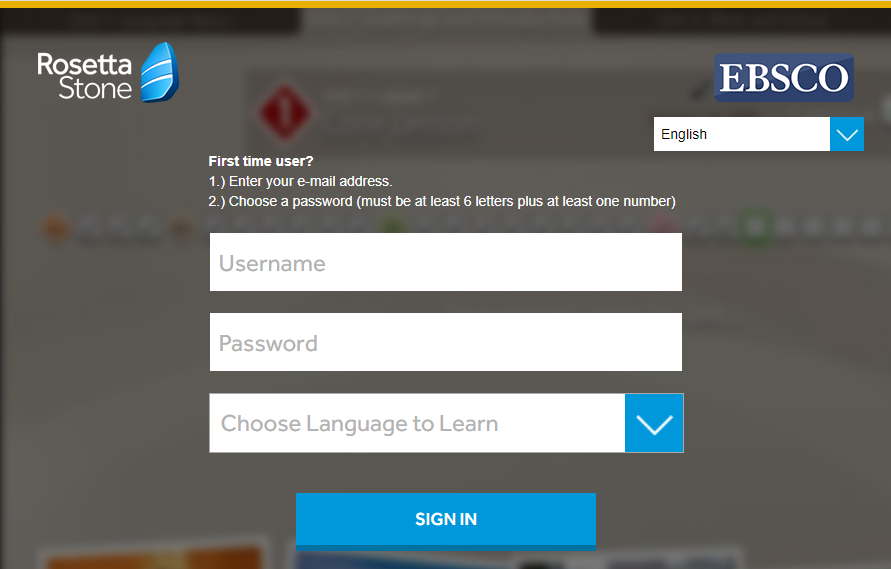 Rosetta
Stone
EBSCO
English
First time user?
1.) Enter your e-mail address.
2.) Choose a password (must be at least 6 letters plus at least one number)
Username
Password
Choose Language to Learn
SIGN IN